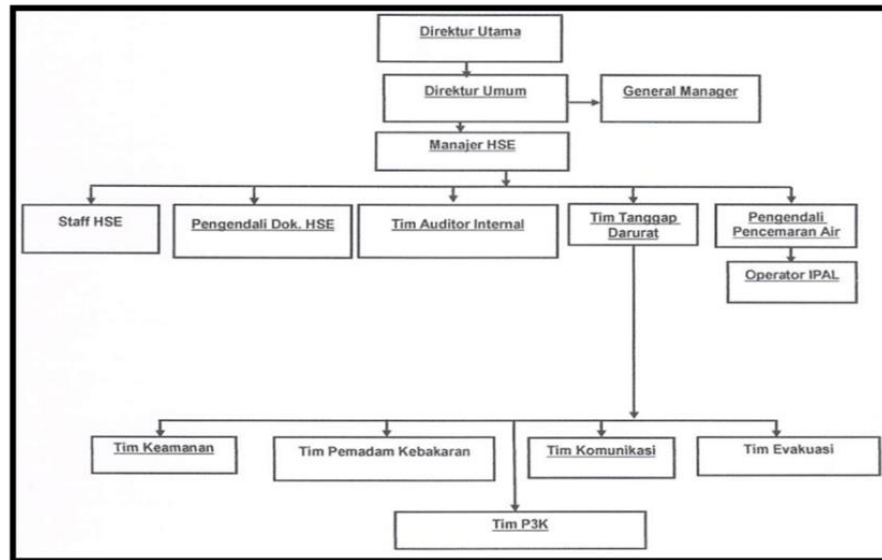 Direktur Utama
Direktur Umum
General Manager
Manajer HSE
Staff HSE
Pengendali Dok. HSE
Tim Auditor Internal
Tim Tanggap
Darurat
Pengendali
Pencemaran Air
Operator IPAL
Tim Keamanan
Tim Pemadam Kebakaran
Tim Komunikasi
Tim Evakuasi
Tim P3K